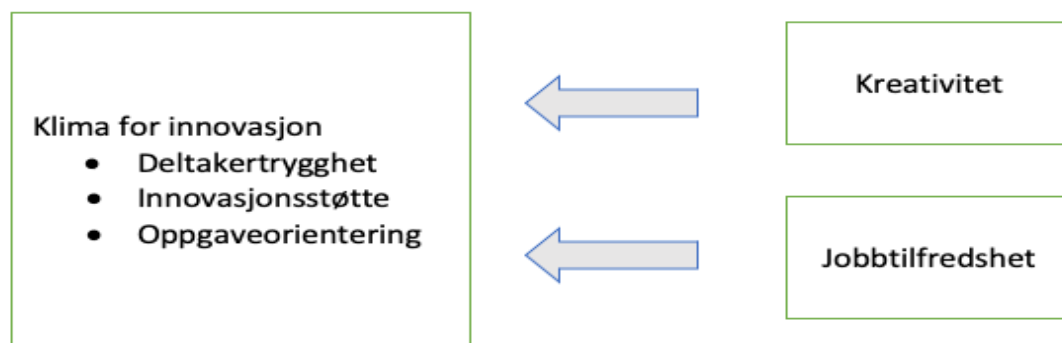 Klima for innovasjon
• Deltakertrygghet
• Innovasjonsstøtte
• Oppgaveorientering
Kreativitet
Jobbtilfredshet